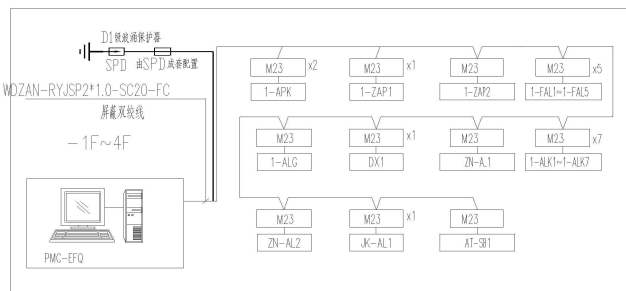 D1级浪涌保护器
SPD 由SPD成套配置
WDZAN-RYJSP2*1.0-SC20-FC
屏蔽双绞线
-1F~4F
PMC-EFQ
M23 x2
1-APK
M23 x1
1-ZAP1
M23
1-ZAP2
M23 x5
1-FAL1~1-FAL5
M23
1-ALG
M23 x1
DX1
M23
ZN-AL1
M23 x7
1-ALK1~1-ALK7
M23
ZN-AL2
M23 x1
JK-AL1
M23
AT-SB1